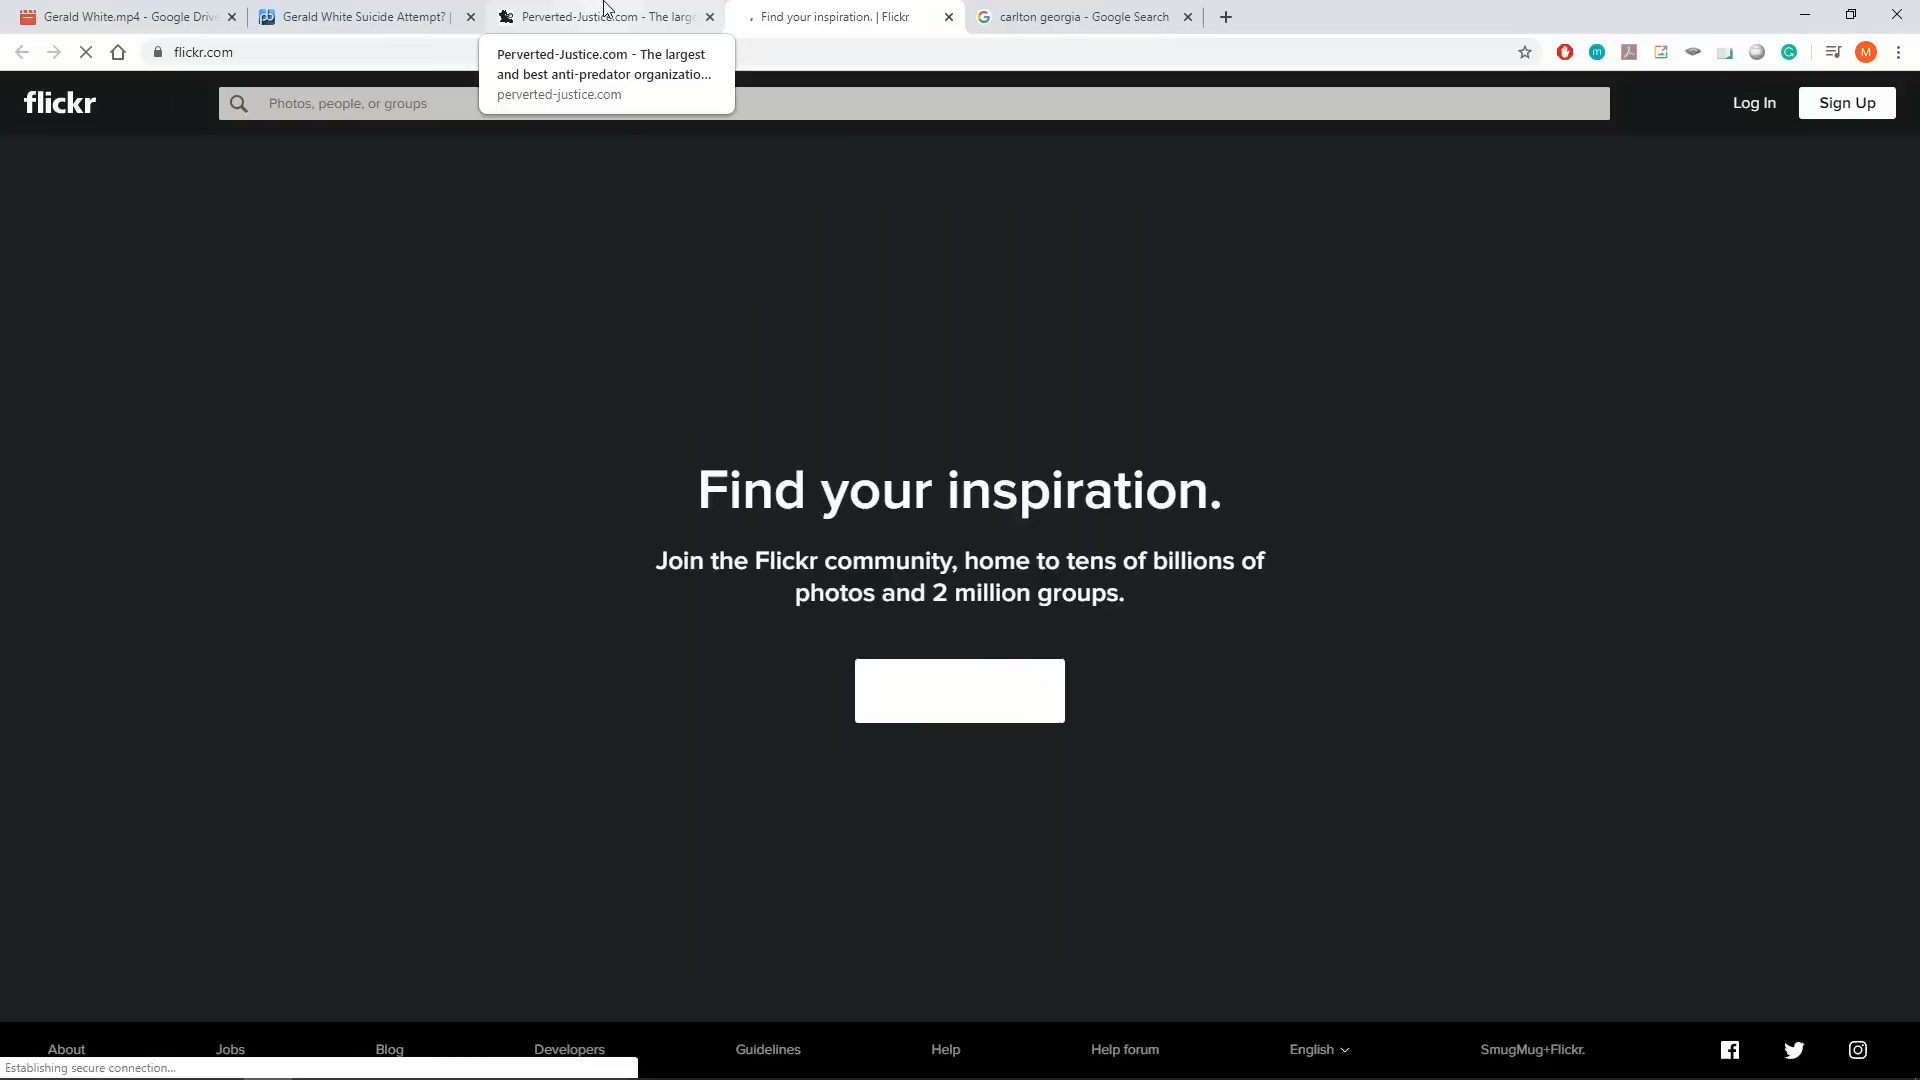 Gerald White.mp4 - Google Drive
Gerald White Suicide Attempt? |
Perverted-Justice.com - The large
Find your inspiration. | Flickr
carlton georgia - Google Search
flickr.com
M
Perverted-Justice.com - The largest
and best anti-predator organizatio...
perverted-justice.com
flickr
Photos, people, or groups
Log In
Sign Up
Find your inspiration.
Join the Flickr community, home to tens of billions of
photos and 2 million groups.
About
Jobs
Blog
Developers
Guidelines
Help
Help forum
English
SmugMug+Flickr.
Establishing secure connection...